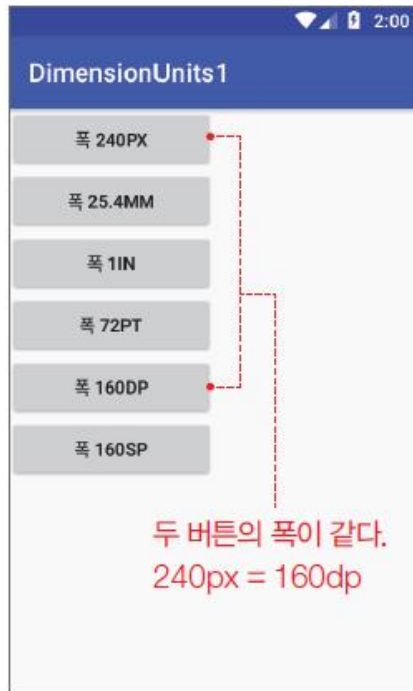 2:00
DimensionUnits1
폭 240PX
폭 25.4MM
폭 1IN
폭 72PT
폭 160DP
폭 160SP
두 버튼의 폭이 같다.
240px = 160dp